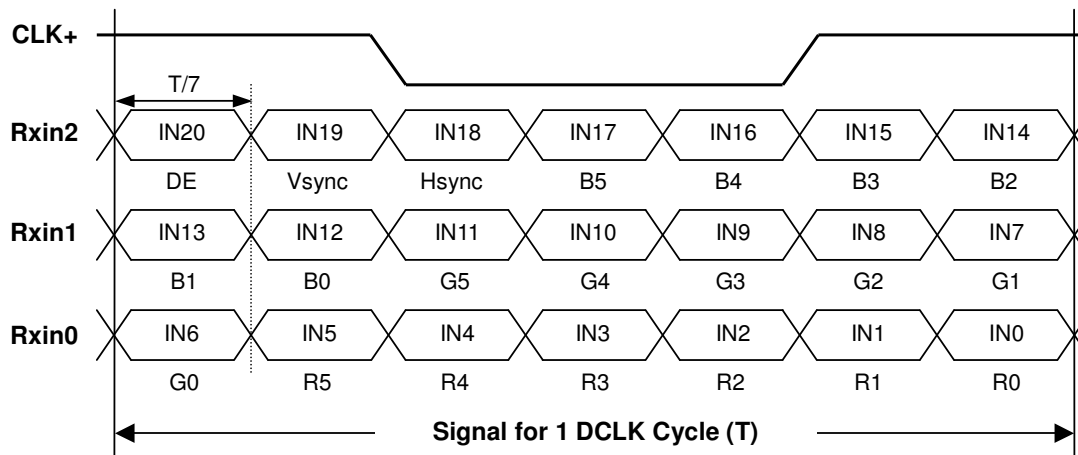 CLK+
T/7
Rxin2 IN20 IN19 IN18 IN17 IN16 IN15 IN14
DE Vsync Hsync B5 B4 B3 B2
Rxin1 IN13 IN12 IN11 IN10 IN9 IN8 IN7
B1 B0 G5 G4 G3 G2 G1
Rxin0 IN6 IN5 IN4 IN3 IN2 IN1 IN0
G0 R5 R4 R3 R2 R1 R0
Signal for 1 DCLK Cycle (T)